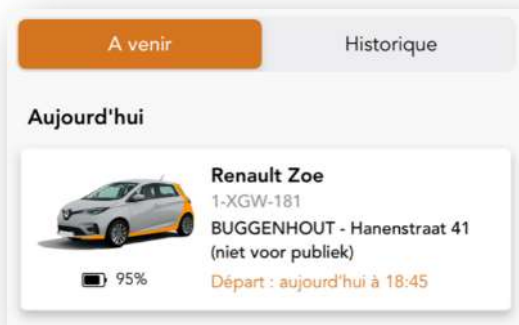 A venir
Historique
Aujourd'hui
Renault Zoe
1-XGW-181
BUGGENHOUT - Hanenstraat 41
(niet voor publiek)
95%
Départ : aujourd'hui à 18:45